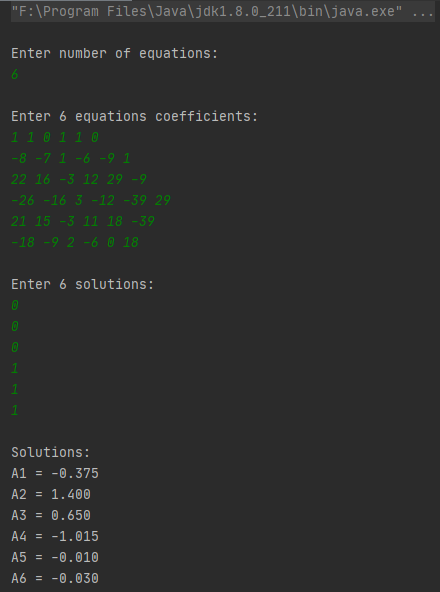 "F:\Program Files\Java\jdk1.8.0_211\bin\java.exe" ...
Enter number of equations:
6
Enter 6 equations coefficients:
1 1 0 1 1 0
-8 -7 1 -6 -9 1
22 16 -3 12 29 -9
-26 -16 3 -12 -39 29
21 15 -3 11 18 -39
-18 -9 2 -6 0 18
Enter 6 solutions:
0
0
0
1
1
1
Solutions:
A1 = -0.375
A2 = 1.400
A3 = 0.650
A4 = -1.015
A5 = -0.010
A6 = -0.030